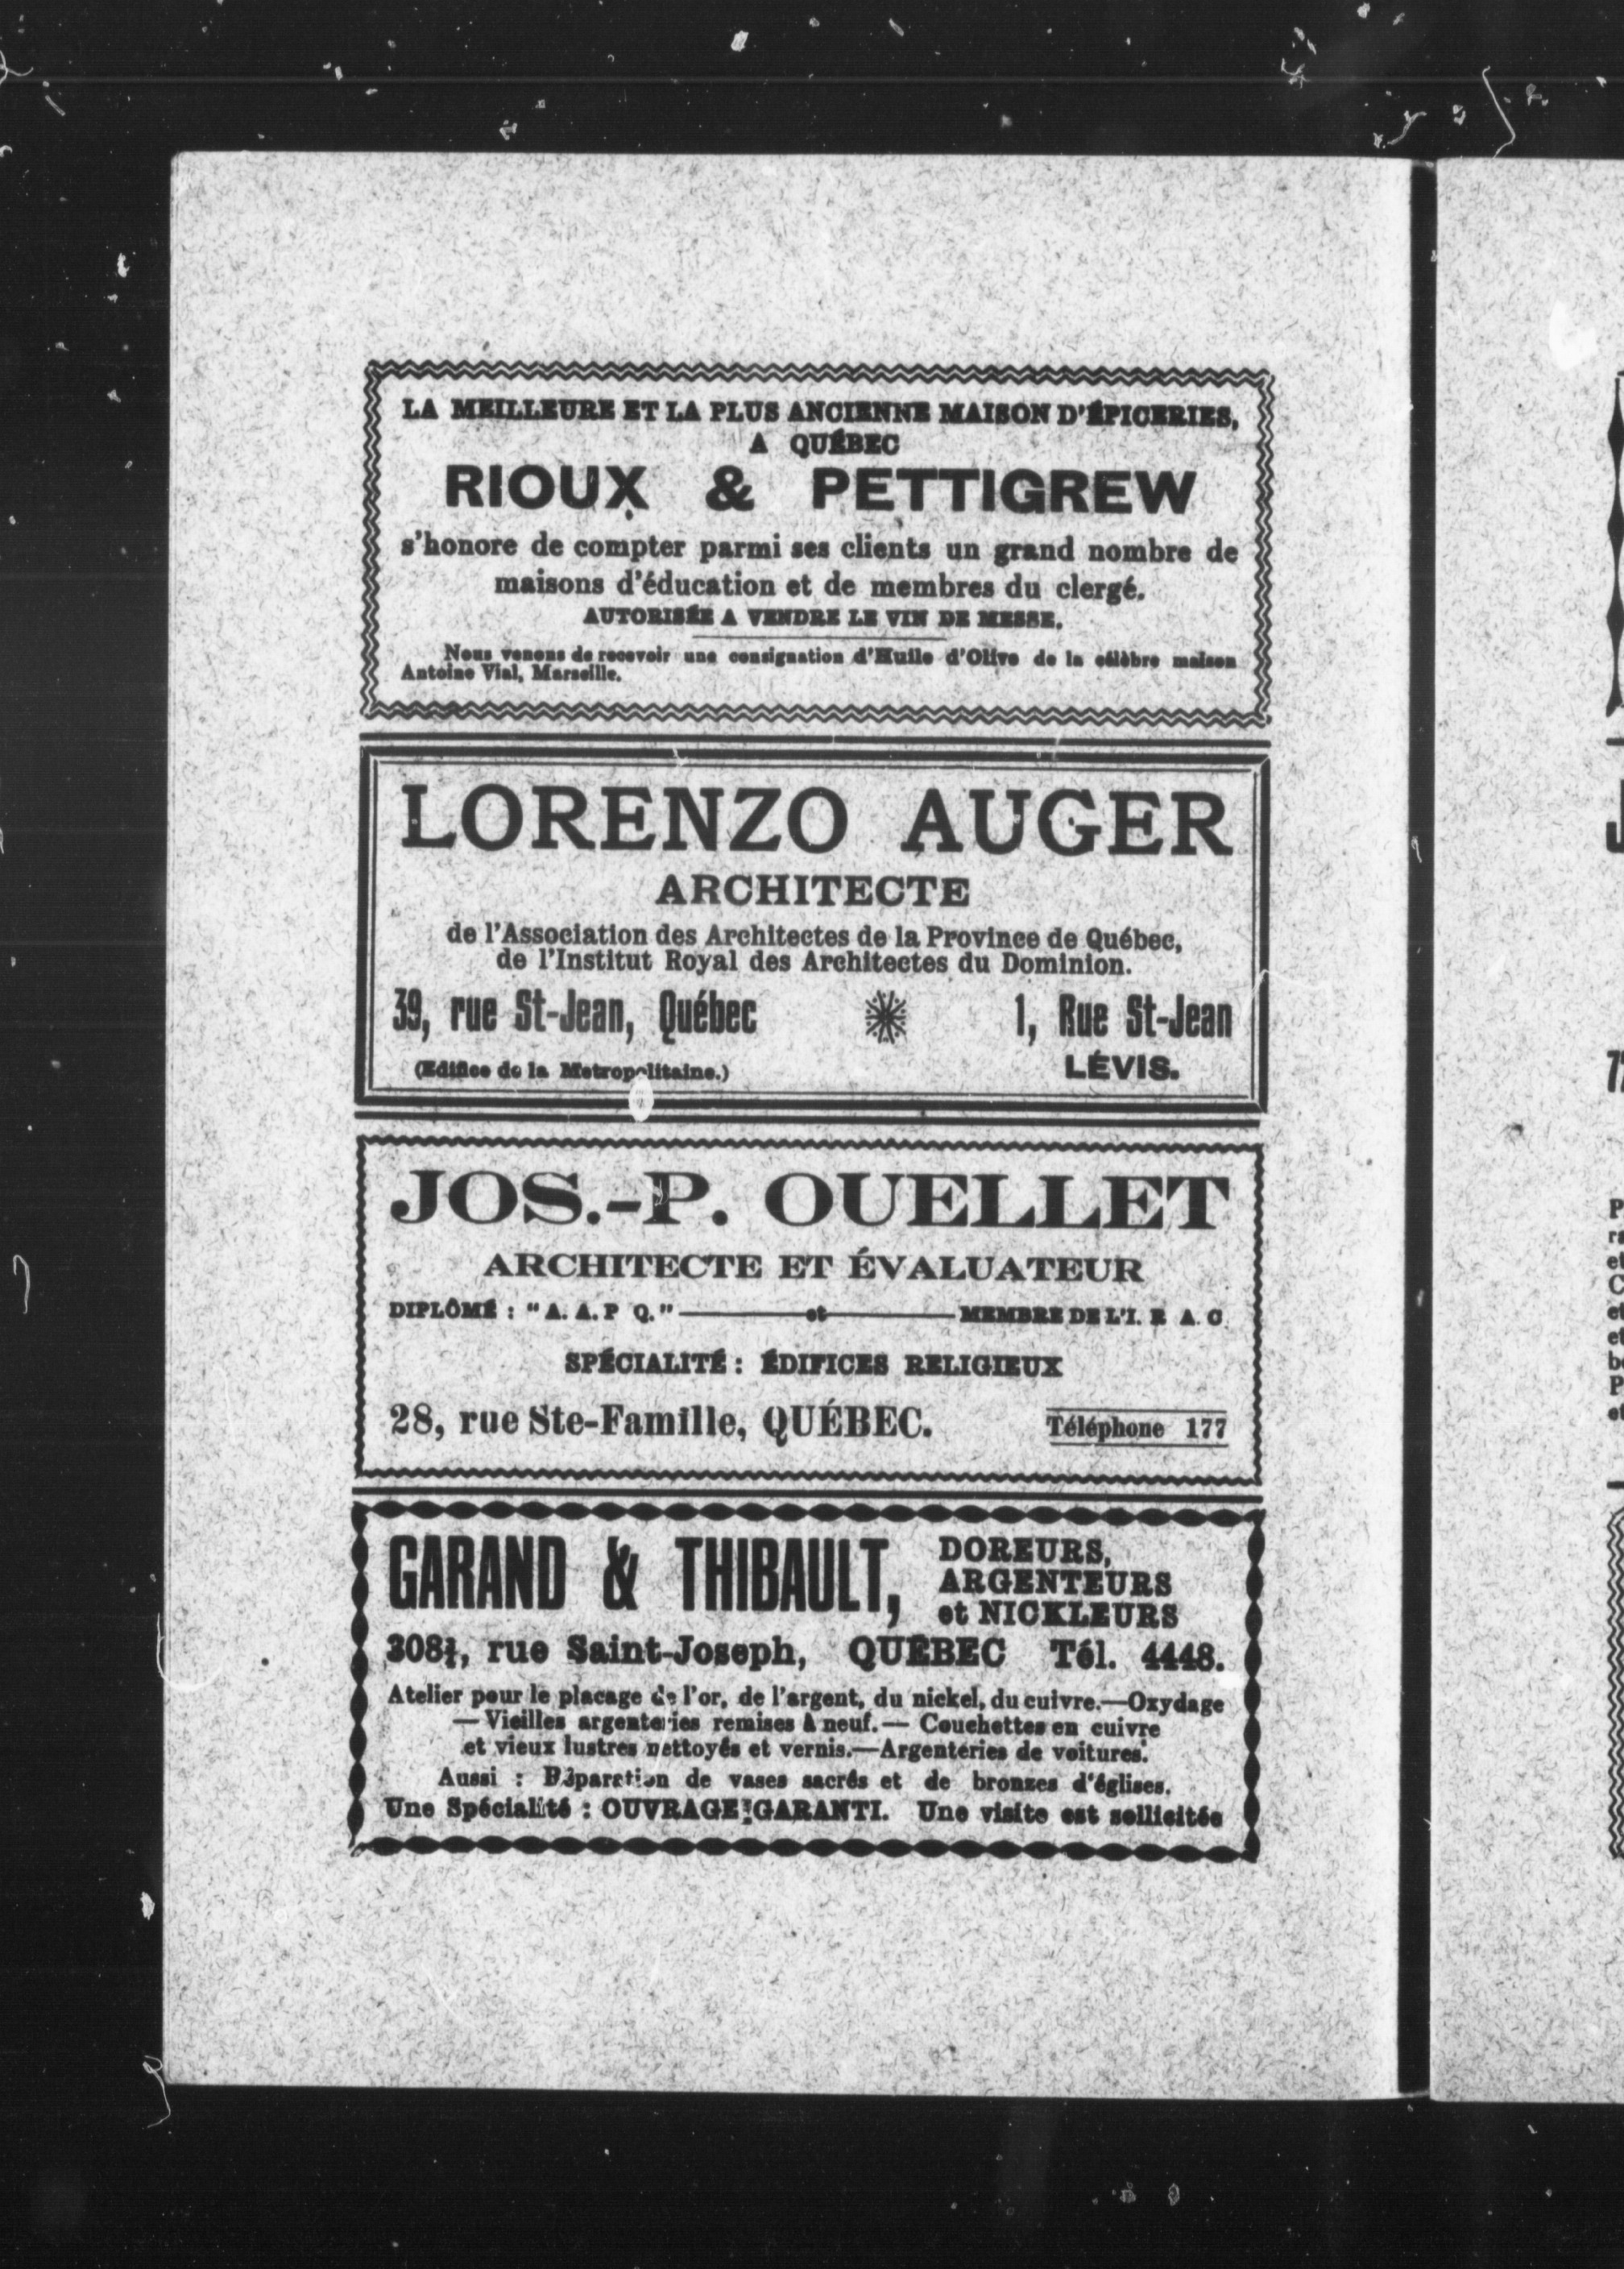 LA MEILLEURE ET LA PLUS ANCIENNE MAISON D'ÉPICERIES,
A QUÉBEC
RIOUX & PETTIGREW
s'honore de compter parmi ses clients un grand nombre de
maisons d'éducation et de membres du clergé.
AUTORISÉE A VENDRE LE VIN DE MESSE.
Nous venons de recevoir une consignation d'Huile d'Olive de la célèbre maison
Antoine Vial, Marseille.
LORENZO AUGER
ARCHITECTE
de l'Association des Architectes de la Province de Québec,
de l'Institut Royal des Architectes du Dominion.
39, rue St-Jean, Québec 1, Rue St-Jean
(Edifice de la Metropolitaine.) LÉVIS.
JOS.-P. OUELLET
ARCHITECTE ET ÉVALUATEUR
DIPLÔMÉ : "A. A. P Q."——et——MEMBRE DE L'I. R A. C.
SPÉCIALITÉ : ÉDIFICES RELIGIEUX
28, rue Ste-Famille, QUÉBEC. Téléphone 177
GARAND & THIBAULT, DOREURS,
ARGENTEURS
et NICKLEURS
rue Saint-Joseph, QUÉBEC Tél. 4448.
Atelier pour le placage de l'or, de l'argent, du nickel, du cuivre.—Oxydage
— Vieilles argenteries remises à neuf.— Couchettes en cuivre
et vieux lustres nettoyés et vernis.—Argenteries de voitures.
Aussi : Réparation de vases sacrés et de bronzes d'églises.
Une Spécialité : OUVRAGE GARANTI. Une visite est sollicitée